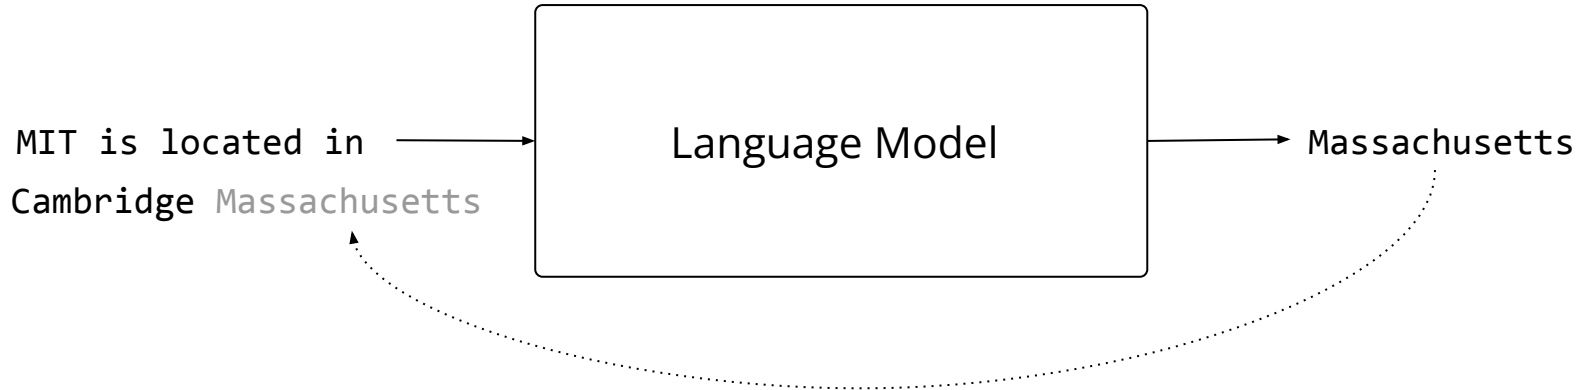 MIT is located in
Cambridge Massachusetts
Language Model
Massachusetts